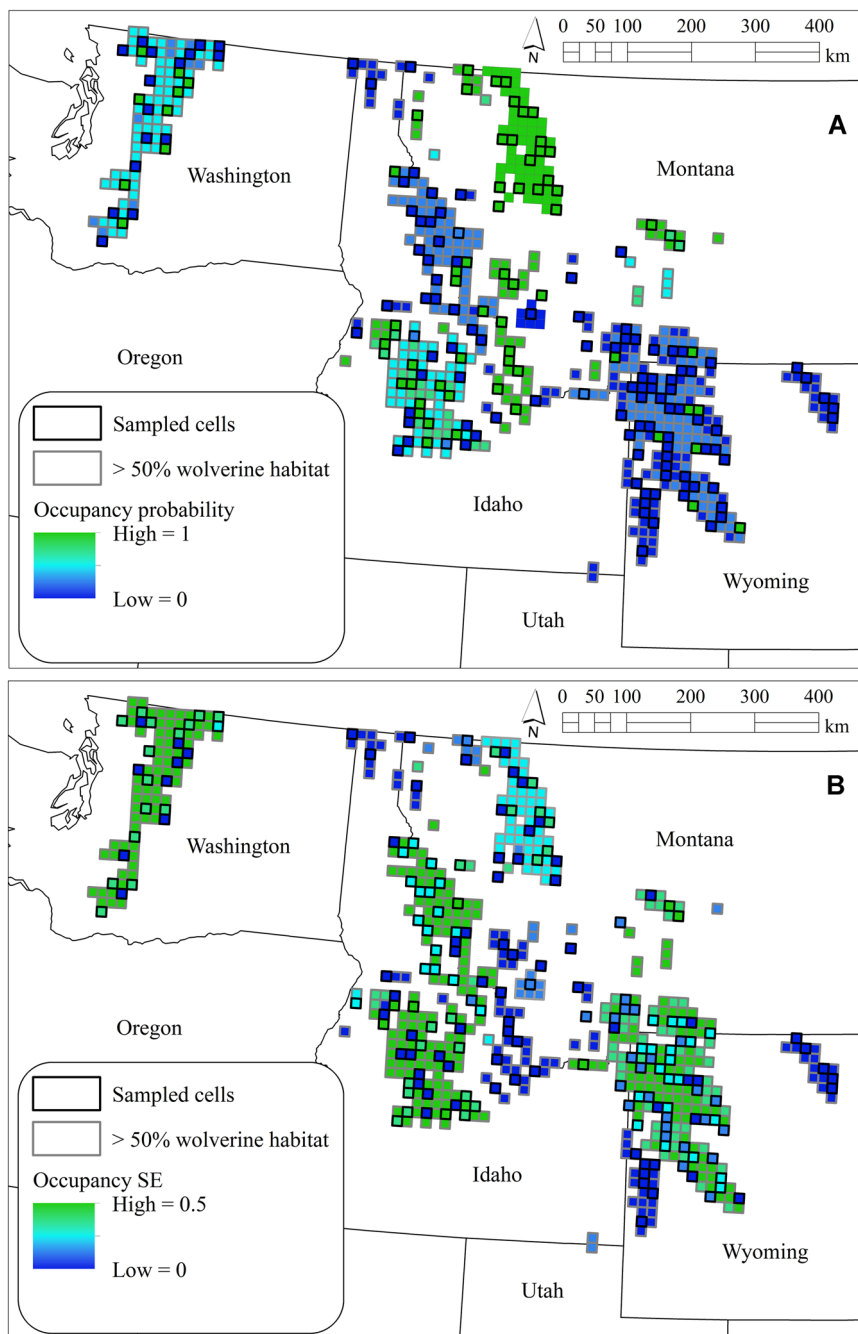 0 50 100 200 300 400
km
N
A
Washington
Montana
Oregon
Sampled cells
> 50% wolverine habitat
Occupancy probability
High = 1
Low = 0
Idaho
Wyoming
Utah
0 50 100 200 300 400
km
N
B
Washington
Montana
Oregon
Sampled cells
> 50% wolverine habitat
Occupancy SE
High = 0.5
Low = 0
Idaho
Wyoming
Utah